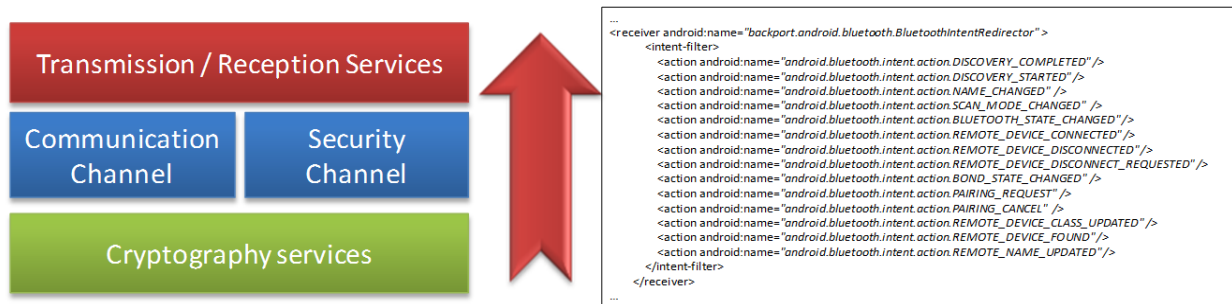 Transmission / Reception Services
Communication
Channel
Security
Channel
Cryptography services
...
<receiver android:name="backport.android.bluetooth.BluetoothIntentRedirector" >
<intent-filter>
<action android:name="android.bluetooth.intent.action.DISCOVERY_COMPLETED" />
<action android:name="android.bluetooth.intent.action.DISCOVERY_STARTED" />
<action android:name="android.bluetooth.intent.action.NAME_CHANGED" />
<action android:name="android.bluetooth.intent.action.SCAN_MODE_CHANGED" />
<action android:name="android.bluetooth.intent.action.BLUETOOTH_STATE_CHANGED" />
<action android:name="android.bluetooth.intent.action.REMOTE_DEVICE_CONNECTED" />
<action android:name="android.bluetooth.intent.action.REMOTE_DEVICE_DISCONNECTED" />
<action android:name="android.bluetooth.intent.action.REMOTE_DEVICE_DISCONNECT_REQUESTED" />
<action android:name="android.bluetooth.intent.action.BOND_STATE_CHANGED" />
<action android:name="android.bluetooth.intent.action.PAIRING_REQUEST" />
<action android:name="android.bluetooth.intent.action.PAIRING_CANCEL" />
<action android:name="android.bluetooth.intent.action.REMOTE_DEVICE_CLASS_UPDATED" />
<action android:name="android.bluetooth.intent.action.REMOTE_DEVICE_FOUND" />
<action android:name="android.bluetooth.intent.action.REMOTE_NAME_UPDATED" />
</intent-filter>
</receiver>
...